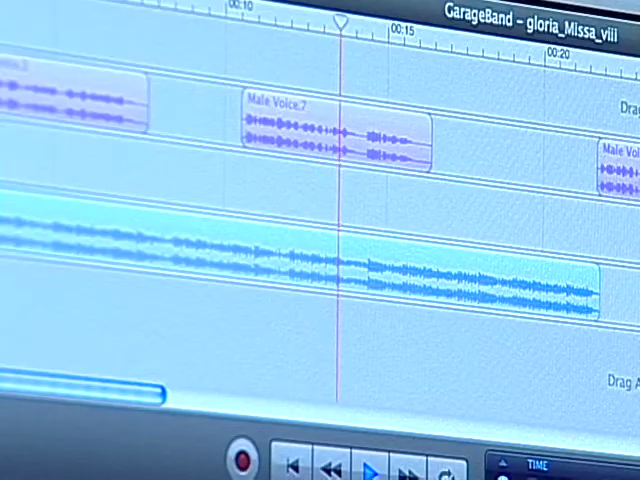 GarageBand – gloria_Missa_viii
00:10
00:15
00:20
Drag
Male Voice.7
Male Voi
Drag A
TIME